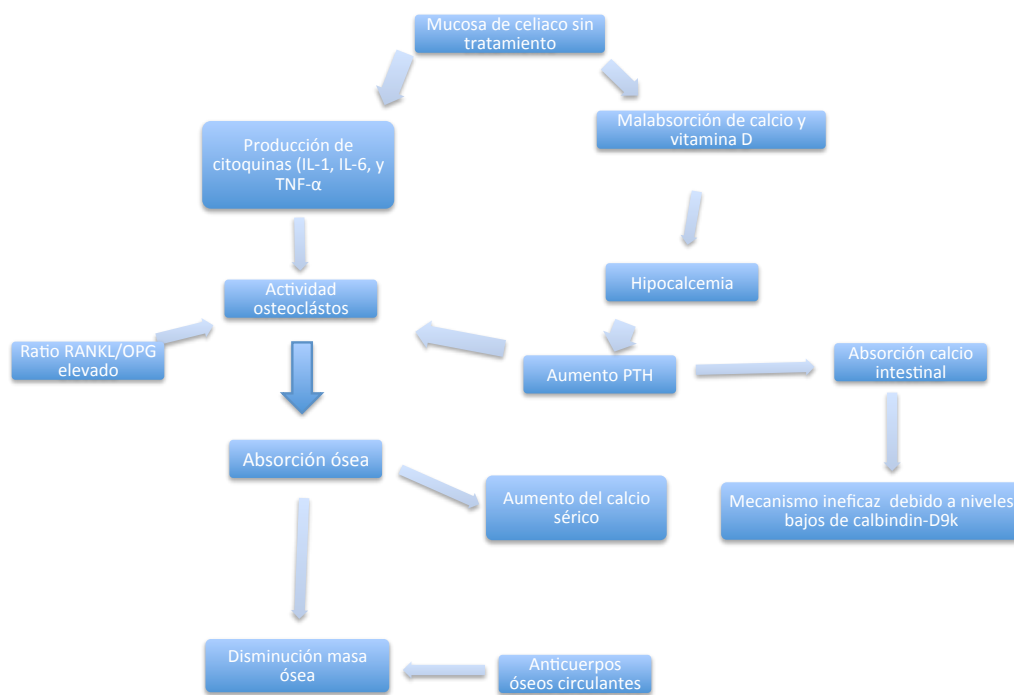 Mucosa de celiaco sin
tratamiento
Producción de
citoquinas (IL-1, IL-6, y
TNF-α
Malabsorción de calcio y
vitamina D
Actividad
osteoclástos
Hipocalcemia
Ratio RANKL/OPG
elevado
Aumento PTH
Absorción calcio
intestinal
Absorción ósea
Aumento del calcio
sérico
Mecanismo ineficaz debido a niveles
bajos de calbindin-D9k
Disminución masa
ósea
Anticuerpos
óseos circulantes